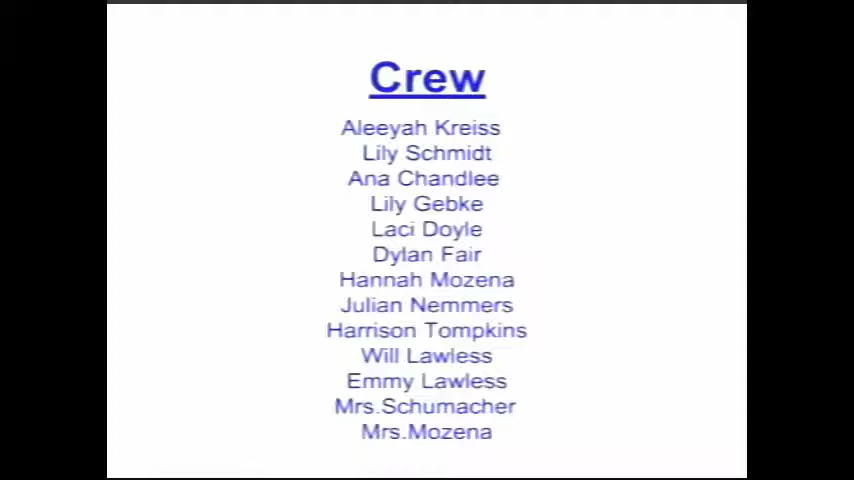 Crew
Aleeyah Kreiss
Lily Schmidt
Ana Chandlee
Lily Gebke
Laci Doyle
Dylan Fair
Hannah Mozena
Julian Nemmers
Harrison Tompkins
Will Lawless
Emmy Lawless
Mrs.Schumacher
Mrs.Mozena